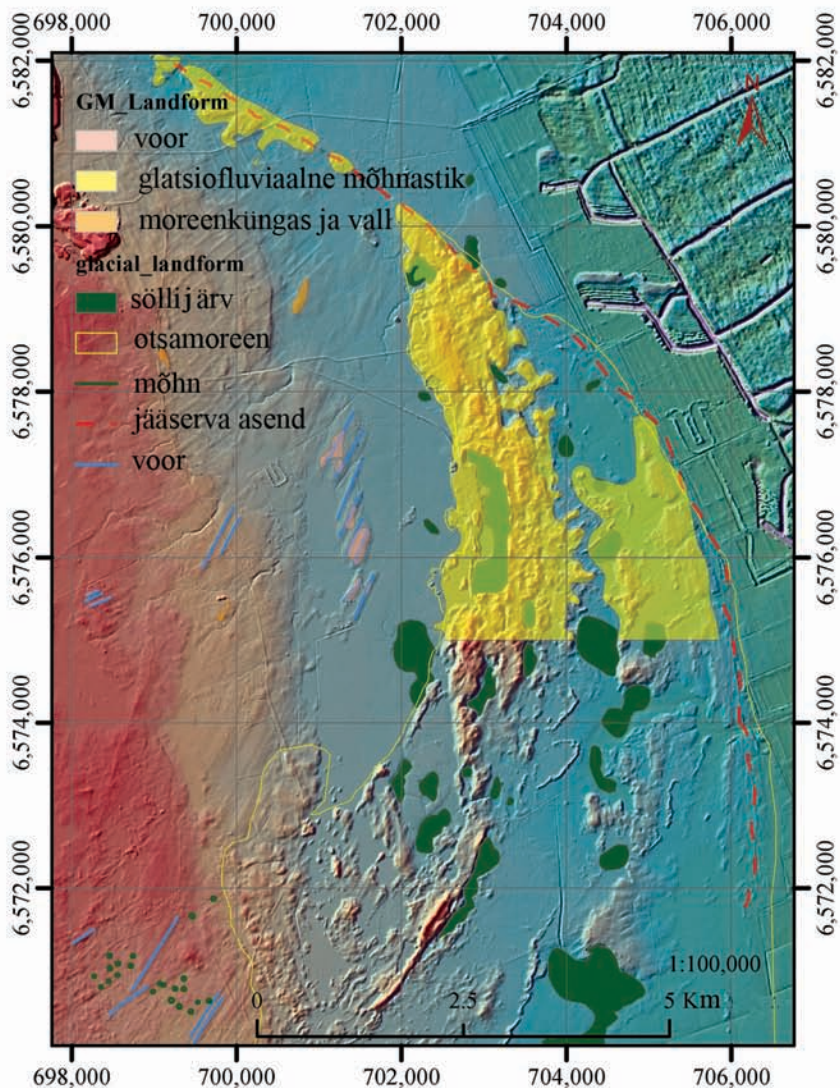 698,000 700,000 702,000 704,000 706,000
6,582,000 6,582,000
N
GM_Landform
voor
glatsiofluviaalne mõhnastik
moreenküngas ja vall
6,580,000 6,580,000
glacial_landform
söllijärv
otsamoreen
mõhn
jääserva asend
voor
6,578,000 6,578,000
6,576,000 6,576,000
6,574,000 6,574,000
6,572,000 6,572,000
1:100,000
0 2.5 5 Km
698,000 700,000 702,000 704,000 706,000